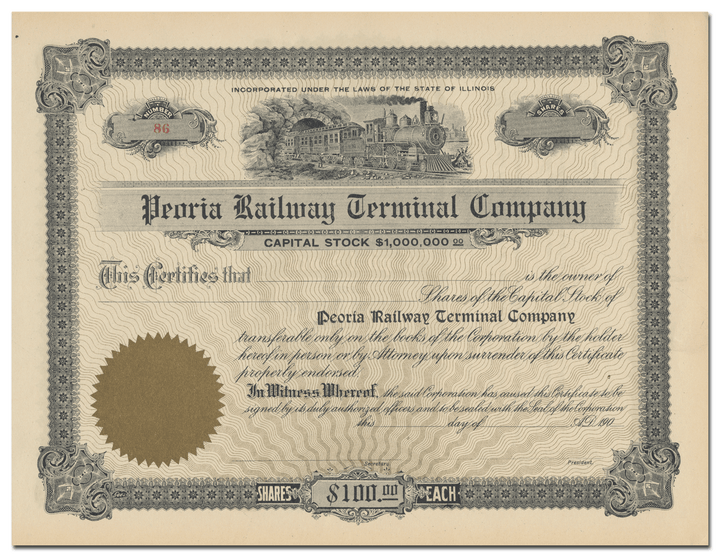 INCORPORATED UNDER THE LAWS OF THE STATE OF ILLINOIS
NUMBER
86
SHARES
Peoria Railway Terminal Company
CAPITAL STOCK $1,000,000 00
This Certifies that is the owner of
Shares of the Capital Stock of
Peoria Railway Terminal Company
transferable only on the books of the Corporation by the holder
hereof in person or by Attorney upon surrender of this Certificate
properly endorsed.
In Witness Whereof, the said Corporation has caused this Certificate to be
signed by its duly authorized officers and to be sealed with the Seal of the Corporation
this day of A.D. 190
Secretary. President.
SHARES $100.00 EACH